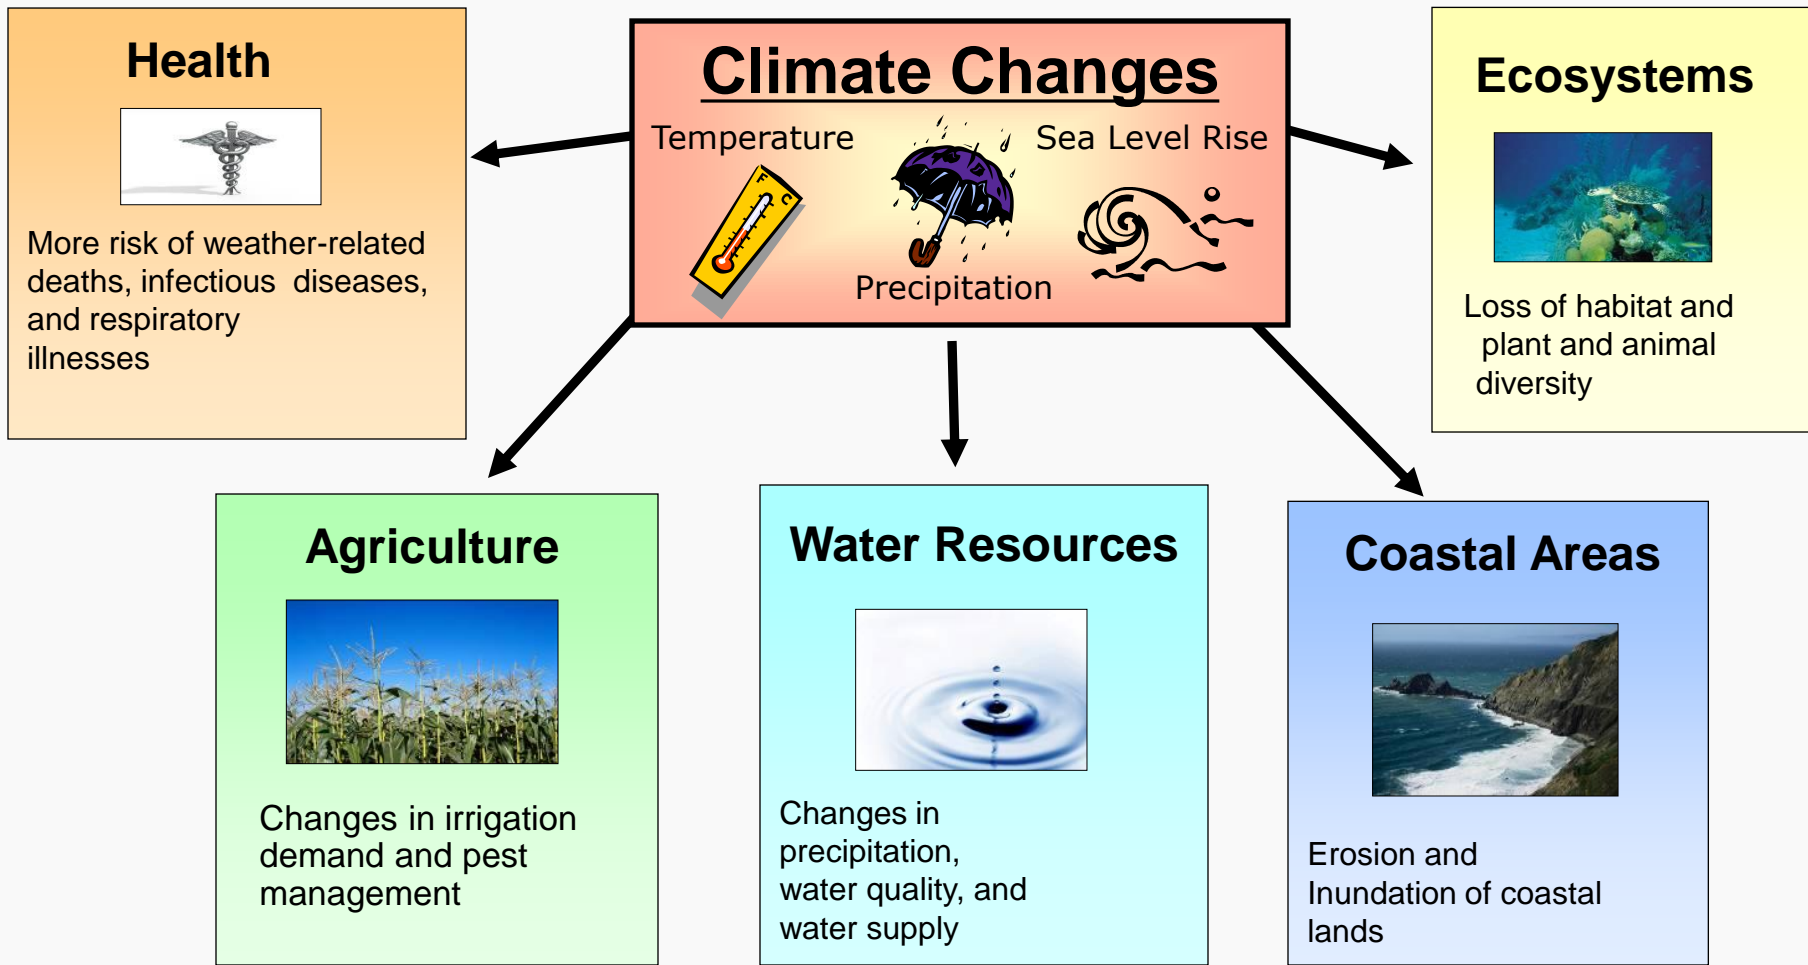 Climate Changes
Temperature
Sea Level Rise
F
C
Precipitation
Health
More risk of weather-related
deaths, infectious diseases,
and respiratory
illnesses
Ecosystems
Loss of habitat and
plant and animal
diversity
Agriculture
Changes in irrigation
demand and pest
management
Water Resources
Changes in
precipitation,
water quality, and
water supply
Coastal Areas
Erosion and
Inundation of coastal
lands